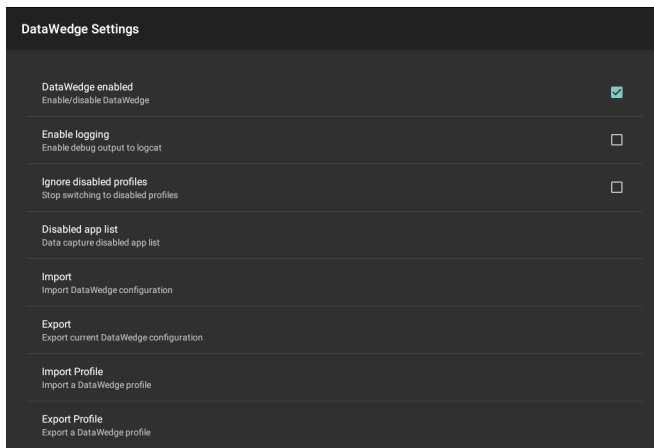 DataWedge Settings
DataWedge enabled
Enable/disable DataWedge
Enable logging
Enable debug output to logcat
Ignore disabled profiles
Stop switching to disabled profiles
Disabled app list
Data capture disabled app list
Import
Import DataWedge configuration
Export
Export current DataWedge configuration
Import Profile
Import a DataWedge profile
Export Profile
Export a DataWedge profile